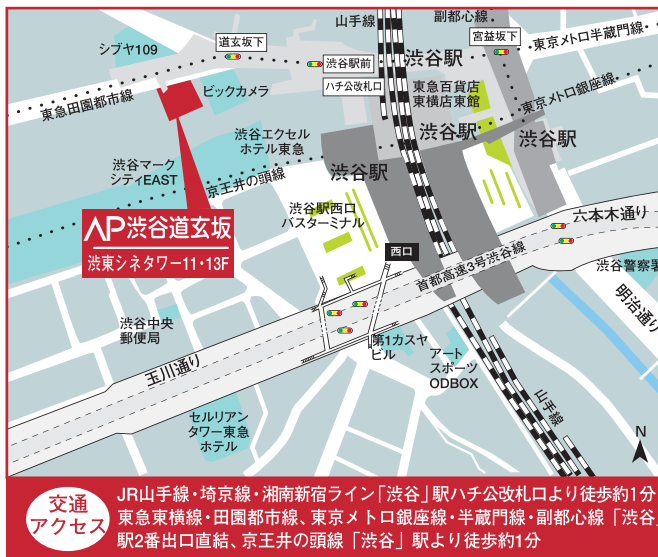 山手線
副都心線
宮益坂下
シブヤ109
道玄坂下
渋谷駅前
渋谷駅
東京メトロ半蔵門線
東急田園都市線
ビックカメラ
ハチ公改札口
東急百貨店
東横店東館
東京メトロ銀座線
渋谷エクセル
ホテル東急
渋谷駅
渋谷駅
渋谷マーク
シティEAST
京王井の頭線
渋谷駅
AP渋谷道玄坂
渋東シネタワー11・13F
渋谷駅西口
バスターミナル
西口
首都高速3号渋谷線
六本木通り
渋谷警察署
明治通り
渋谷中央
郵便局
第1カスヤ
ビル
アート
スポーツ
ODBOX
玉川通り
山手線
セルリアン
タワー東急
ホテル
N
交通
アクセス
JR山手線・埼京線・湘南新宿ライン「渋谷」駅ハチ公改札口より徒歩約1分
東急東横線・田園都市線、東京メトロ銀座線・半蔵門線・副都心線「渋谷」
駅2番出口直結、京王井の頭線「渋谷」駅より徒歩約1分